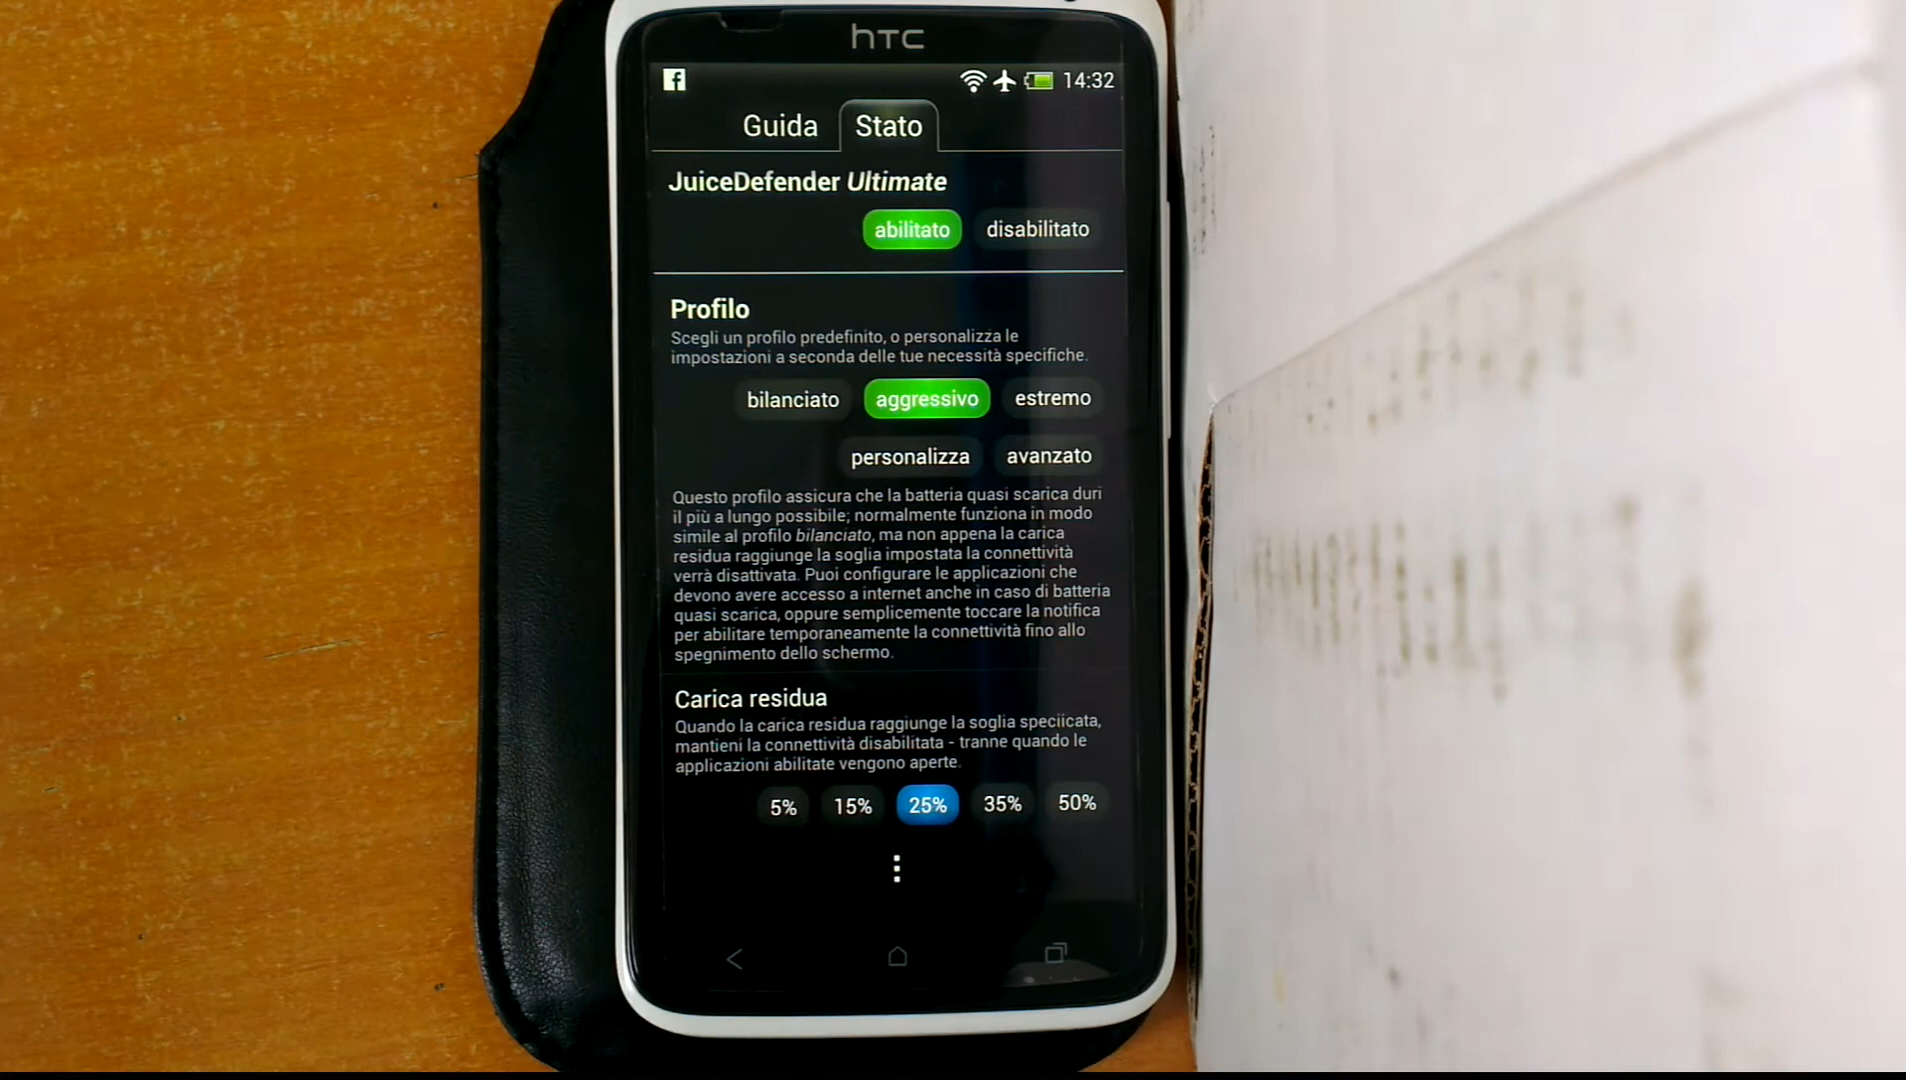 hTC
14:32
Guida Stato
JuiceDefender Ultimate
abilitato disabilitato
Profilo
Scegli un profilo predefinito, o personalizza le
impostazioni a seconda delle tue necessità specifiche.
bilanciato aggressivo estremo
personalizza avanzato
Questo profilo assicura che la batteria quasi scarica duri
il più a lungo possibile; normalmente funziona in modo
simile al profilo bilanciato, ma non appena la carica
residua raggiunge la soglia impostata la connettività
verrà disattivata. Puoi configurare le applicazioni che
devono avere accesso a internet anche in caso di batteria
quasi scarica, oppure semplicemente toccare la notifica
per abilitare temporaneamente la connettività fino allo
spegnimento dello schermo.
Carica residua
Quando la carica residua raggiunge la soglia speciicata,
mantieni la connettività disabilitata - tranne quando le
applicazioni abilitate vengono aperte.
5% 15% 25% 35% 50%